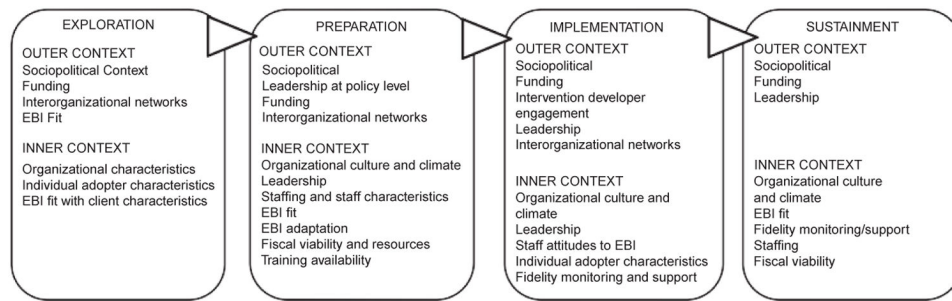 EXPLORATION
OUTER CONTEXT
Sociopolitical Context
Funding
Interorganizational networks
EBI Fit
INNER CONTEXT
Organizational characteristics
Individual adopter characteristics
EBI fit with client characteristics
PREPARATION
OUTER CONTEXT
Sociopolitical
Leadership at policy level
Funding
Interorganizational networks
INNER CONTEXT
Organizational culture and climate
Leadership
Staffing and staff characteristics
EBI fit
EBI adaptation
Fiscal viability and resources
Training availability
IMPLEMENTATION
OUTER CONTEXT
Sociopolitical
Funding
Intervention developer
engagement
Leadership
Interorganizational networks
INNER CONTEXT
Organizational culture and
climate
Leadership
Staff attitudes to EBI
Individual adopter characteristics
Fidelity monitoring and support
SUSTAINMENT
OUTER CONTEXT
Sociopolitical
Funding
Leadership
INNER CONTEXT
Organizational culture
and climate
EBI fit
Fidelity monitoring/support
Staffing
Fiscal viability